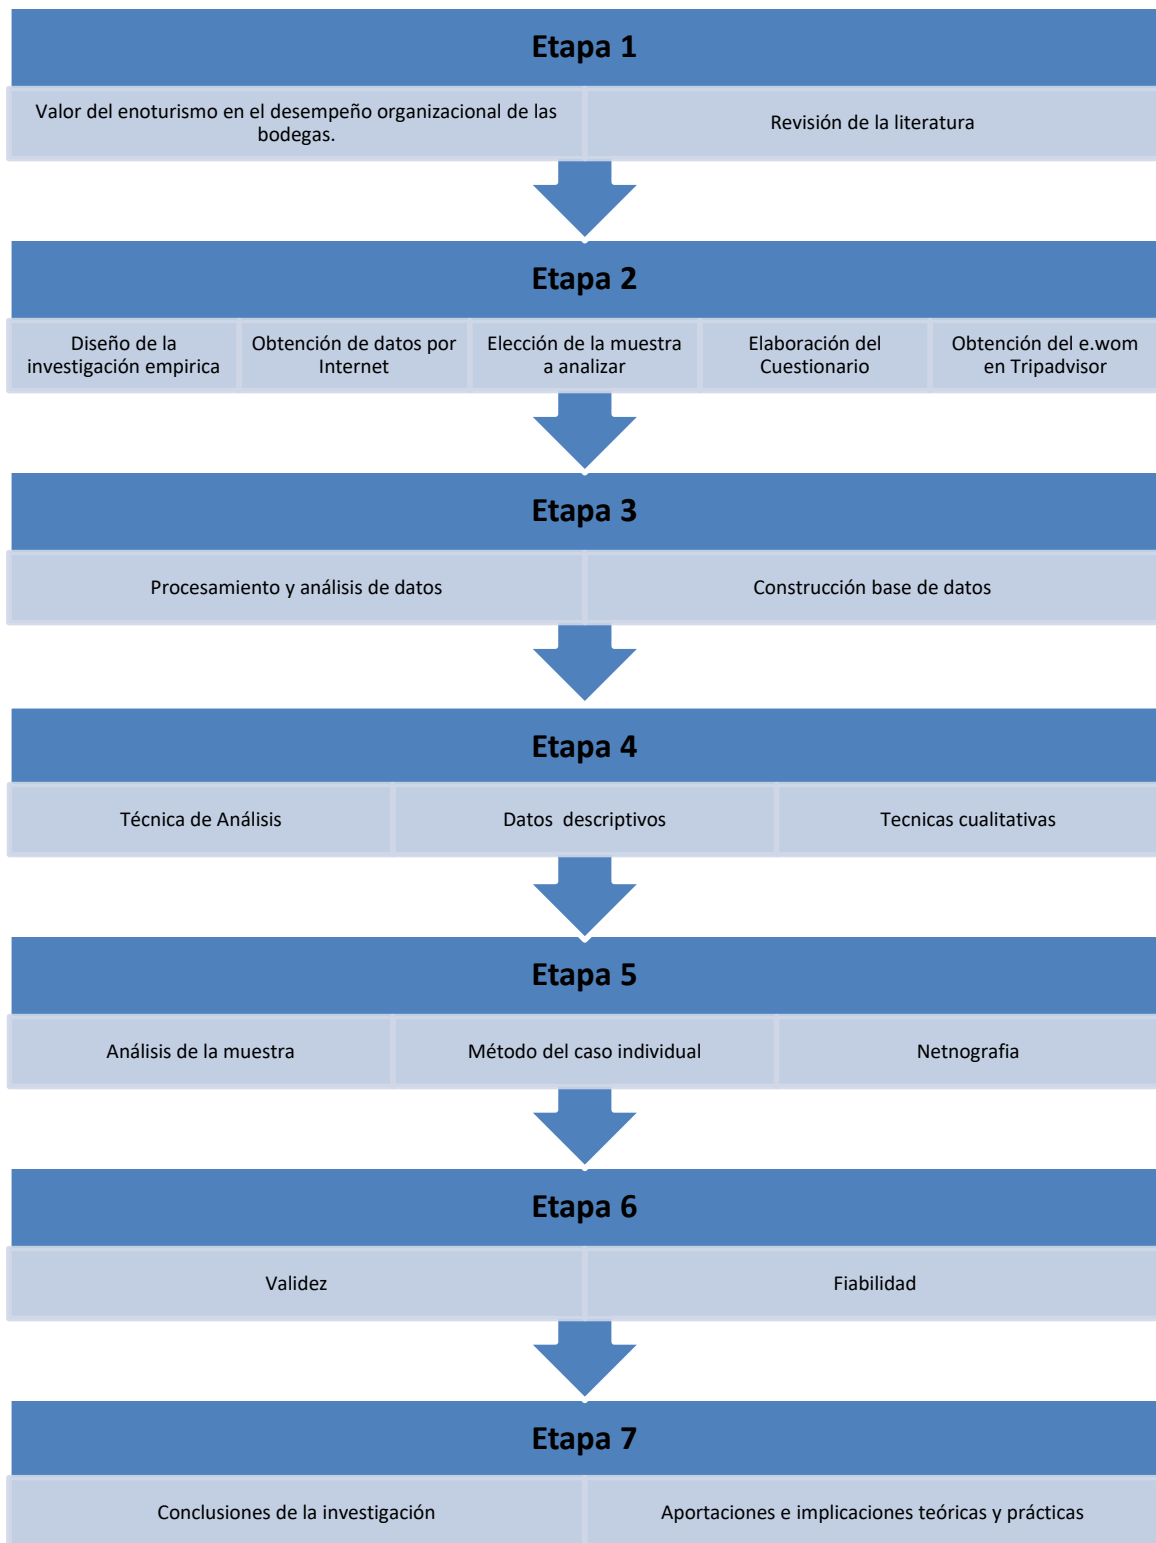 Etapa 1
Valor del enoturismo en el desempeño organizacional de las
bodegas.
Revisión de la literatura
Etapa 2
Diseño de la
investigación empirica
Obtención de datos por
Internet
Elección de la muestra
a analizar
Elaboración del
Cuestionario
Obtención del e.wom
en Tripadvisor
Etapa 3
Procesamiento y análisis de datos
Construcción base de datos
Etapa 4
Técnica de Análisis
Datos descriptivos
Tecnicas cualitativas
Etapa 5
Análisis de la muestra
Método del caso individual
Netnografia
Etapa 6
Validez
Fiabilidad
Etapa 7
Conclusiones de la investigación
Aportaciones e implicaciones teóricas y prácticas